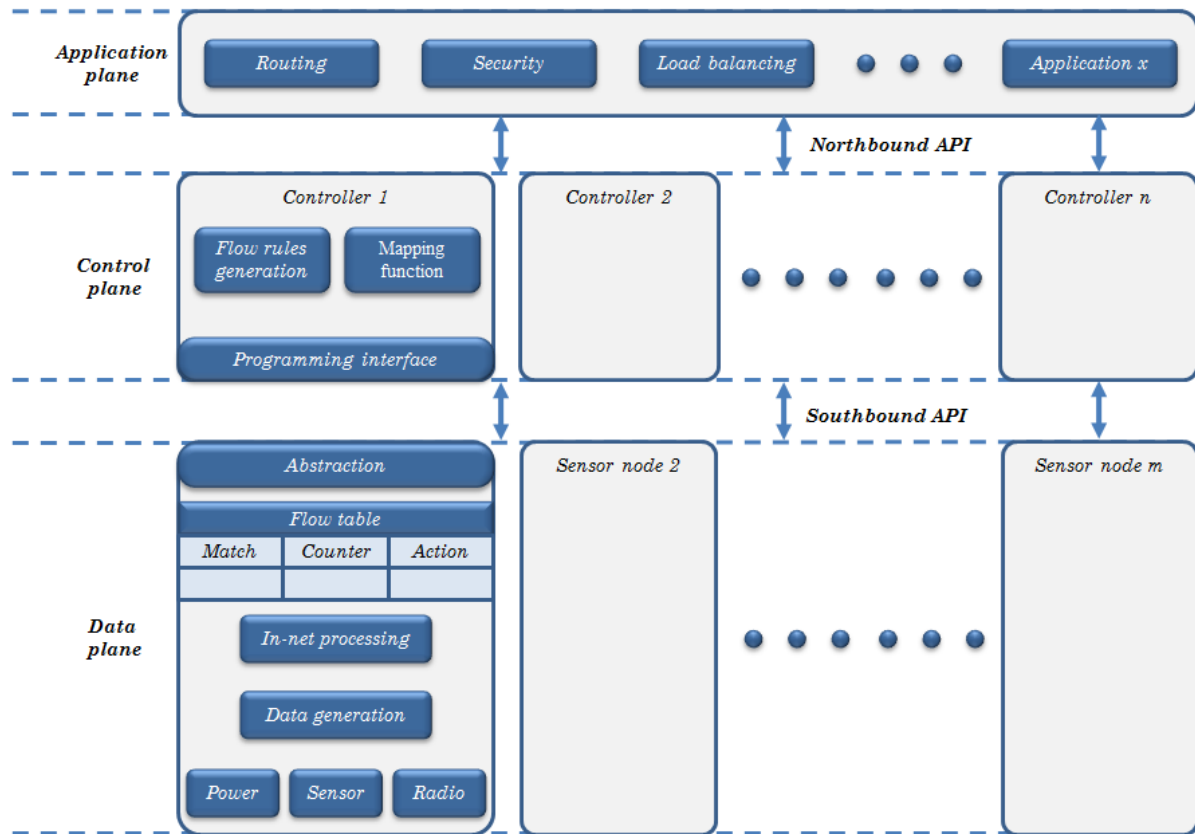 Application
plane
Routing
Security
Load balancing
Application x
Northbound API
Control
plane
Controller 1
Flow rules
generation
Mapping
function
Programming interface
Controller 2
Controller n
Southbound API
Data
plane
Abstraction
Flow table
Match Counter Action
In-net processing
Data generation
Power Sensor Radio
Sensor node 2
Sensor node m